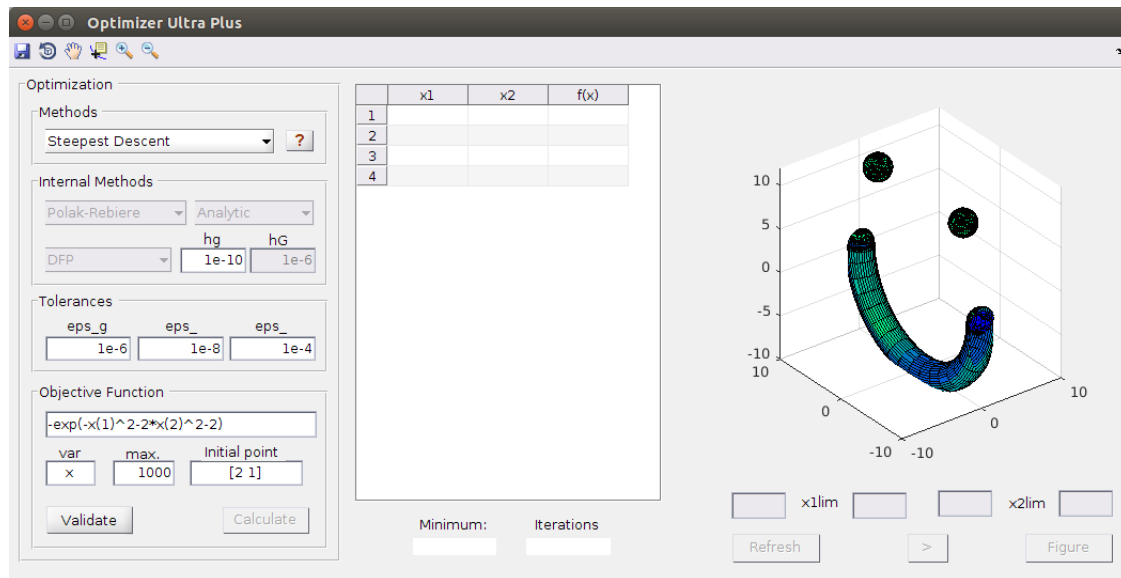 Optimizer Ultra Plus
Optimization
Methods
Steepest Descent
?
Internal Methods
Polak-Rebiere
Analytic
hg
hG
DFP
1e-10
1e-6
Tolerances
eps_g
eps_
eps_
1e-6
1e-8
1e-4
Objective Function
-exp(-x(1)^2-2*x(2)^2-2)
var
max.
Initial point
x
1000
[2 1]
Validate
Calculate
x1
x2
f(x)
1
2
3
4
Minimum:
Iterations
10
5
0
-5
-10
10
0
-10
-10
0
10
x1lim
x2lim
Refresh
>
Figure